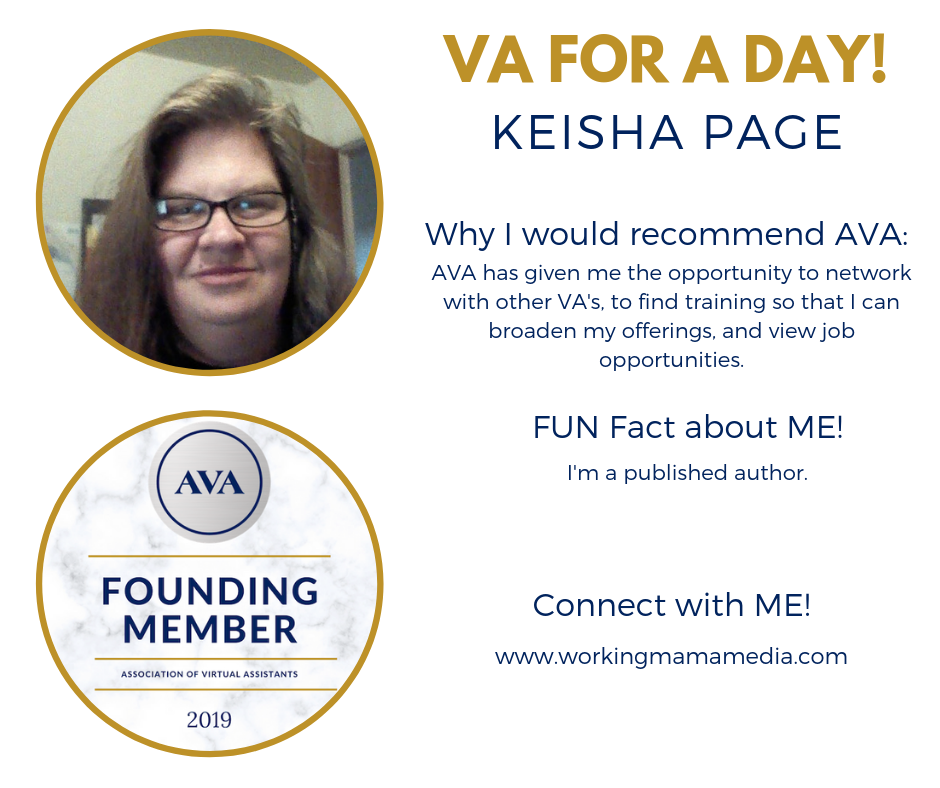 VA FOR A DAY!
KEISHA PAGE
Why I would recommend AVA:
AVA has given me the opportunity to network
with other VA's, to find training so that I can
broaden my offerings, and view job
opportunities.
FUN Fact about ME!
I'm a published author.
Connect with ME!
www.workingmamamedia.com
AVA
FOUNDING
MEMBER
ASSOCIATION OF VIRTUAL ASSISTANTS
2019